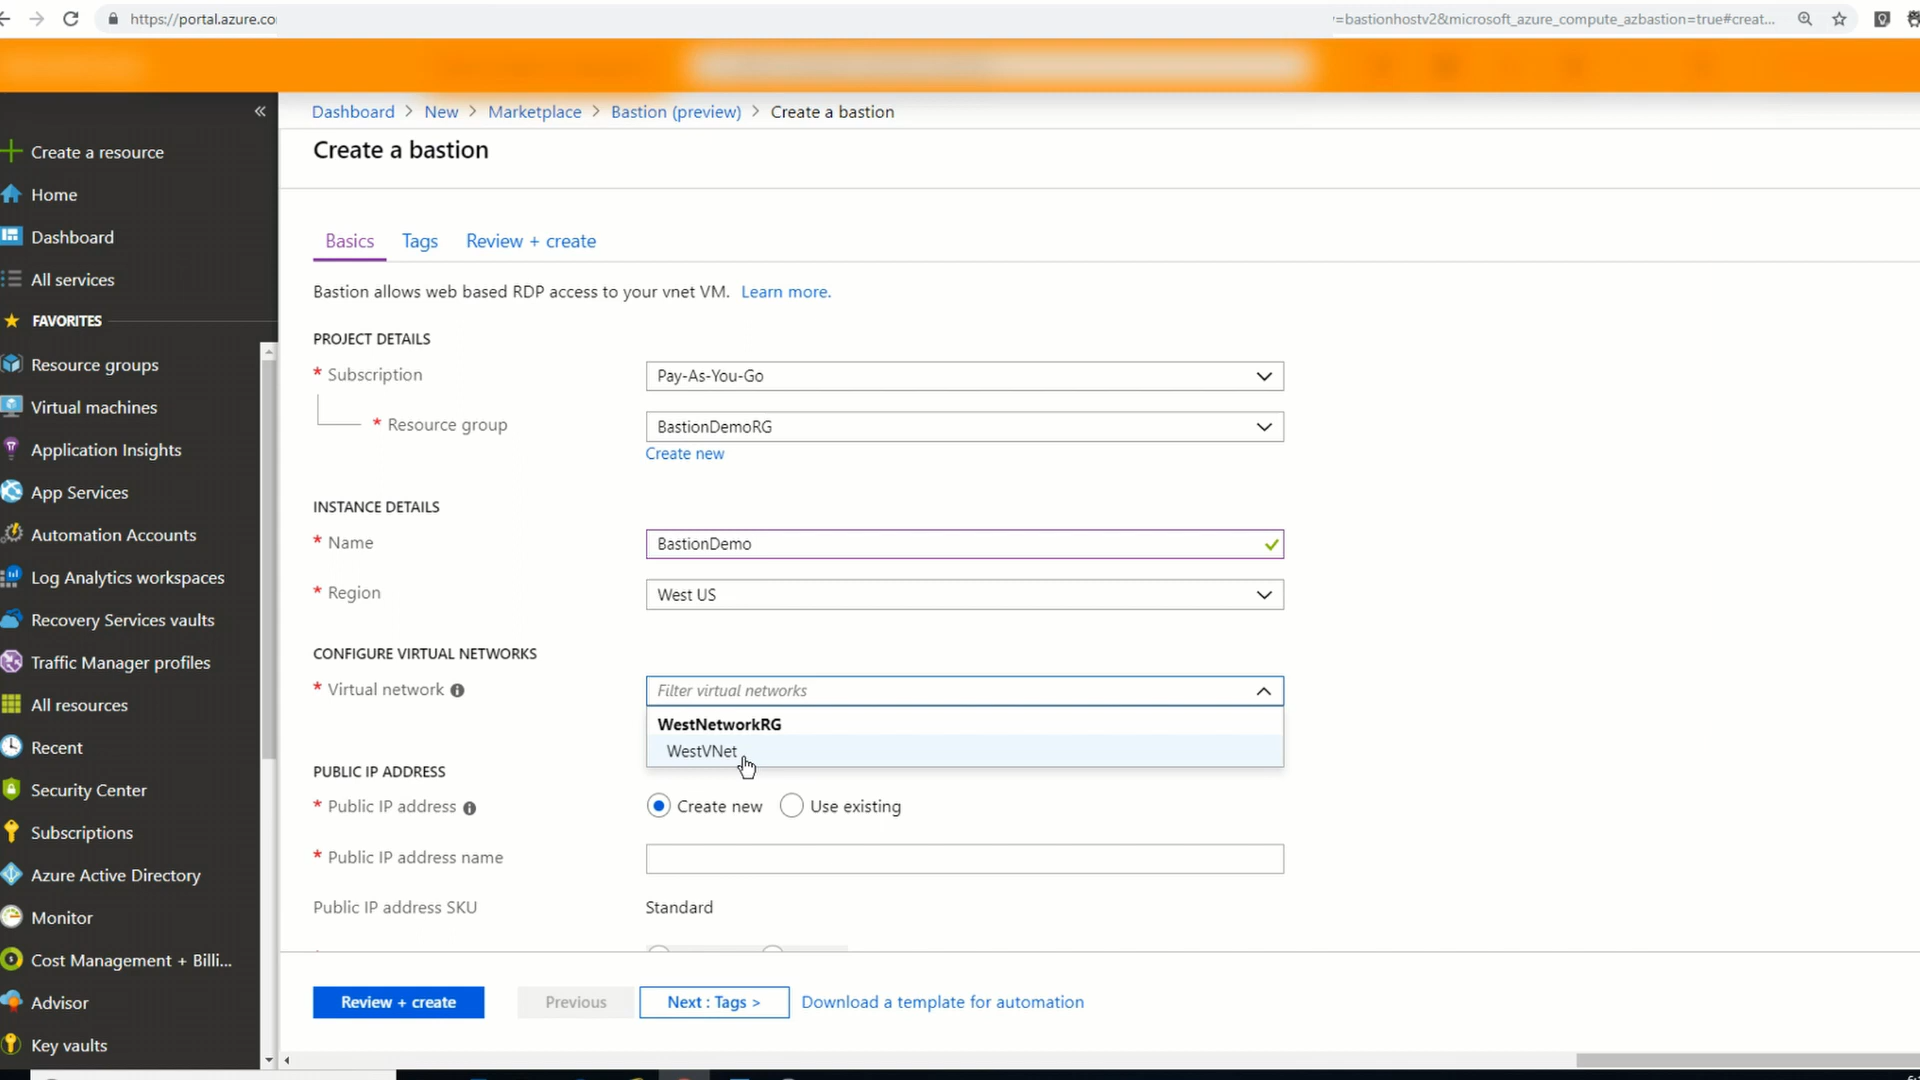 https://portal.azure.co
=bastionhostv2&microsoft_azure_compute_azbastion=true#creat...
Dashboard > New > Marketplace > Bastion (preview) > Create a bastion
Create a bastion
Create a resource
Home
Dashboard
All services
FAVORITES
Resource groups
Virtual machines
Application Insights
App Services
Automation Accounts
Log Analytics workspaces
Recovery Services vaults
Traffic Manager profiles
All resources
Recent
Security Center
Subscriptions
Azure Active Directory
Monitor
Cost Management + Billi...
Advisor
Key vaults
Basics Tags Review + create
Bastion allows web based RDP access to your vnet VM. Learn more.
PROJECT DETAILS
* Subscription Pay-As-You-Go
* Resource group BastionDemoRG
Create new
INSTANCE DETAILS
* Name BastionDemo
* Region West US
CONFIGURE VIRTUAL NETWORKS
* Virtual network Filter virtual networks
WestNetworkRG
WestVNet
PUBLIC IP ADDRESS
* Public IP address Create new Use existing
* Public IP address name
Public IP address SKU Standard
Review + create Previous Next : Tags > Download a template for automation